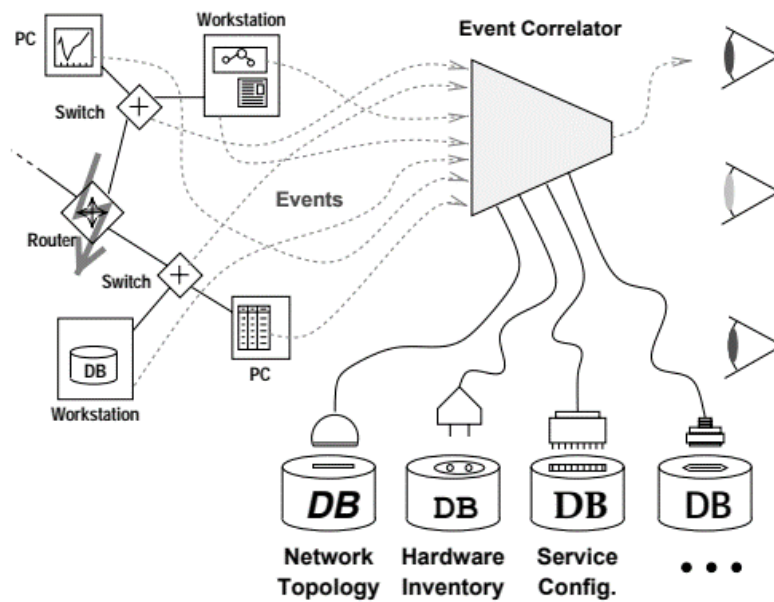 PC
Workstation
Event Correlator
Switch
Events
Router
Switch
DB
PC
Workstation
DB
DB
DB
DB
Network
Topology
Hardware
Inventory
Service
Config.
• • •